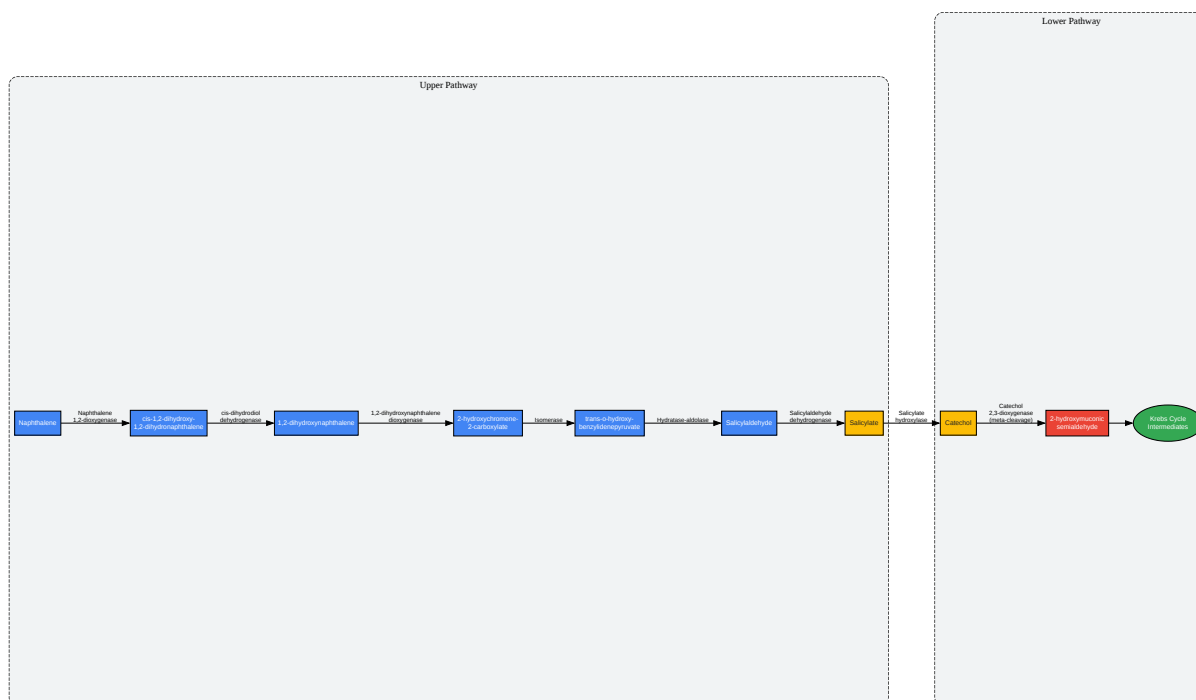 Lower Pathway
Upper Pathway
Naphthalene
Naphthalene
1,2-dioxygenase
cis-1,2-dihydroxy-
1,2-dihydronaphthalene
cis-dihydrodiol
dehydrogenase
1,2-dihydroxynaphthalene
1,2-dihydroxynaphthalene
dioxygenase
2-hydroxychromene-
2-carboxylate
Isomerase
trans-o-hydroxy-
benzylidenepyruvate
Hydratase-aldolase
Salicylaldehyde
Salicylaldehyde
dehydrogenase
Salicylate
Salicylate
hydroxylase
Catechol
Catechol
2,3-dioxygenase
(meta-cleavage)
2-hydroxymuconic
semialdehyde
Krebs Cycle
Intermediates